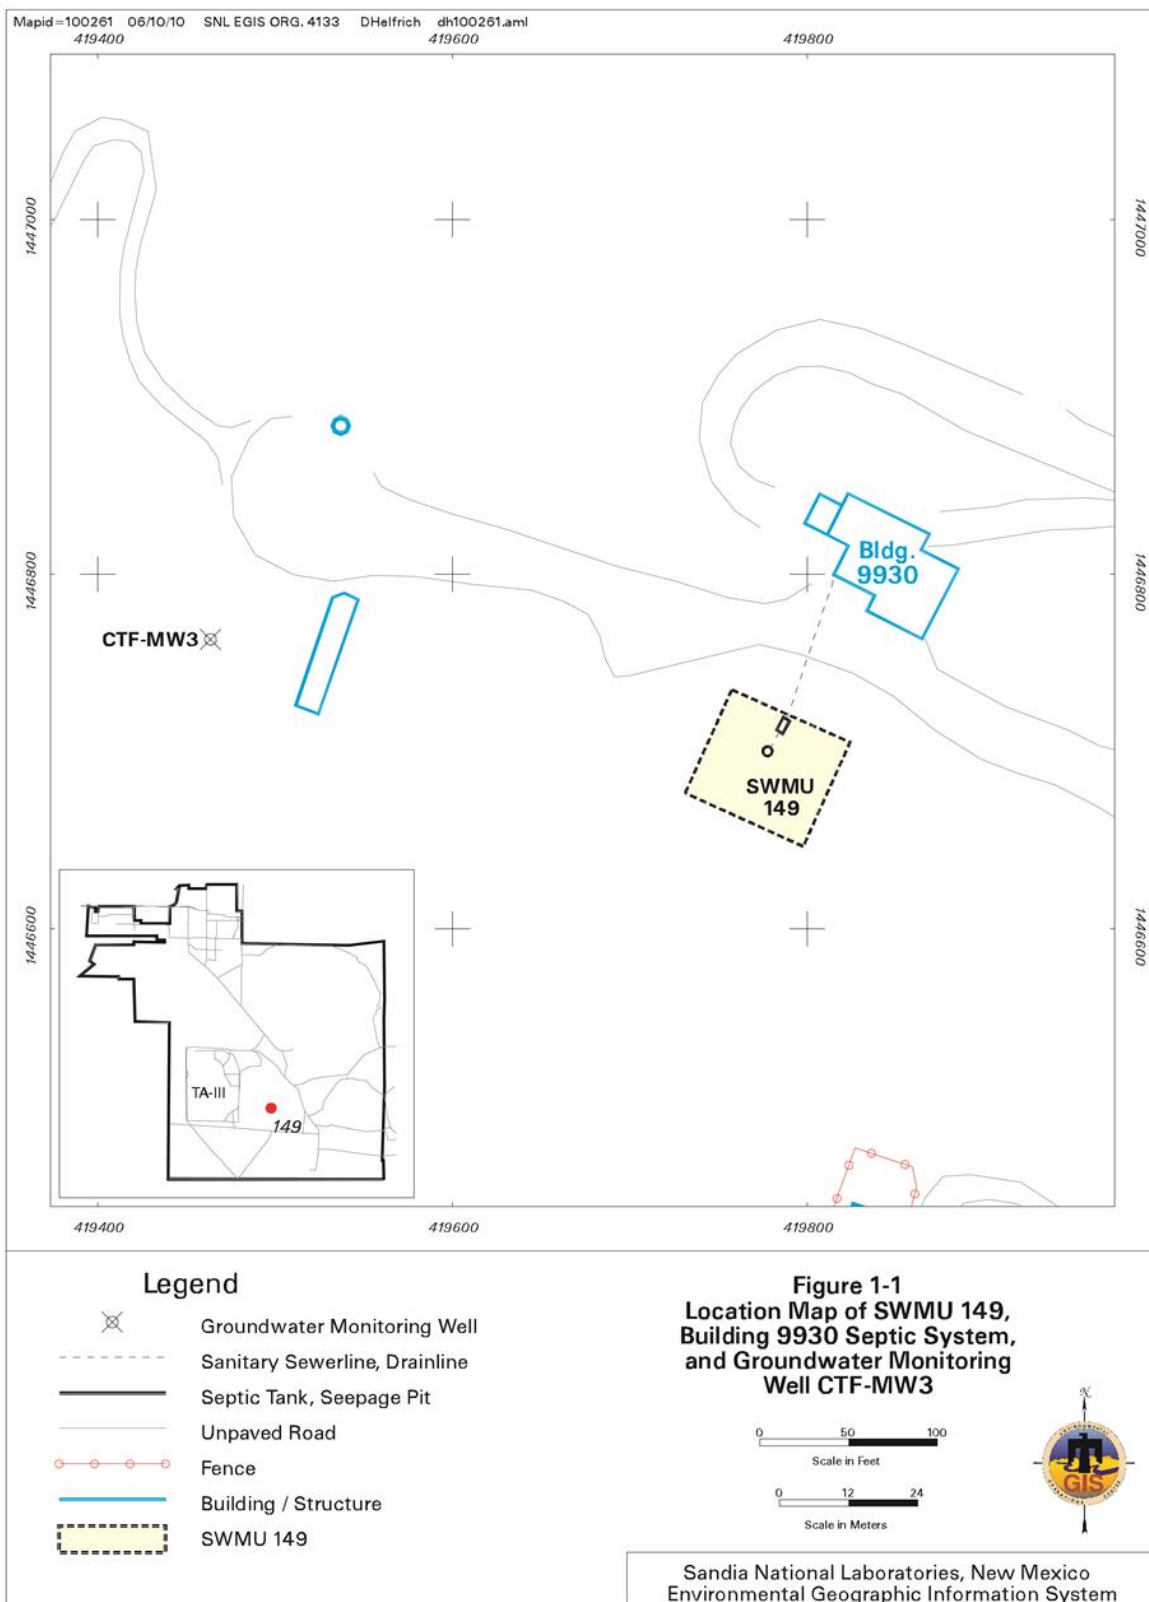 Mapid=100261 06/10/10 SNL EGIS ORG. 4133 DHelfrich dh100261.aml
419400 419600 419800
1447000 1447000
Bldg.
9930
1446800 1446800
CTF-MW3
SWMU
149
1446600 1446600
TA-III
149
419400 419600 419800
Legend
Groundwater Monitoring Well
Sanitary Sewerline, Drainline
Septic Tank, Seepage Pit
Unpaved Road
Fence
Building / Structure
SWMU 149
Figure 1-1
Location Map of SWMU 149,
Building 9930 Septic System,
and Groundwater Monitoring
Well CTF-MW3
0 50 100
Scale in Feet
0 12 24
Scale in Meters
N
GIS
Sandia National Laboratories, New Mexico
Environmental Geographic Information System